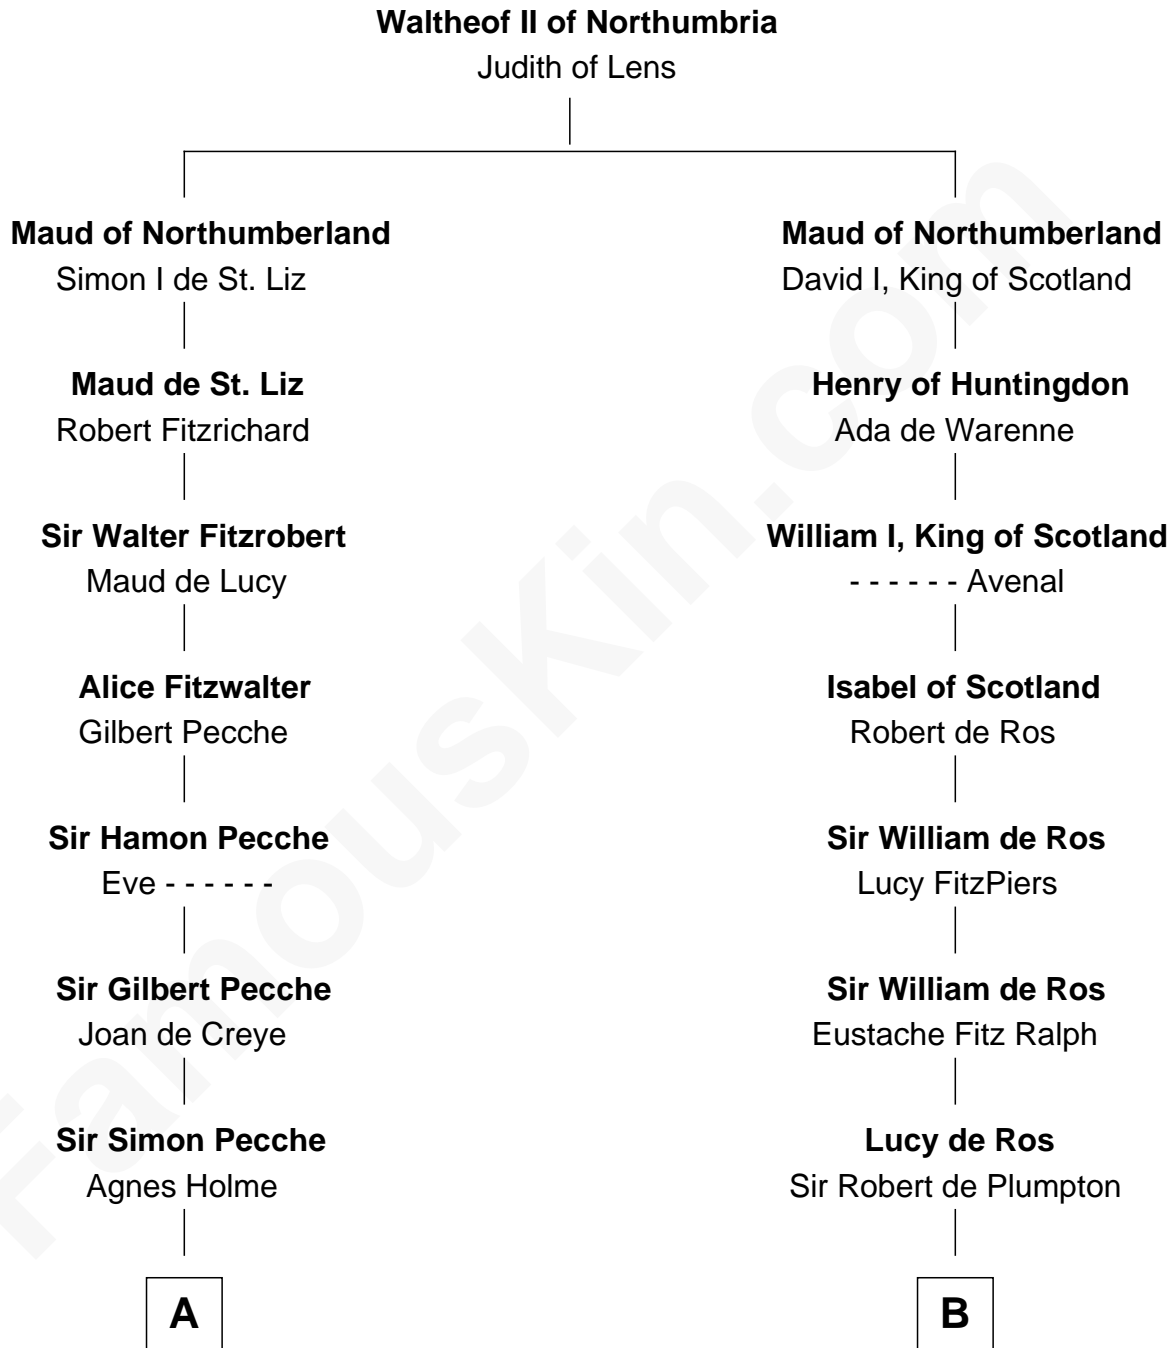 Waltheof II of Northumbria
Judith of Lens
Maud of Northumberland
Simon I de St. Liz
Maud de St. Liz
Robert Fitzrichard
Sir Walter Fitzrobert
Maud de Lucy
Alice Fitzwalter
Gilbert Pecche
Sir Hamon Pecche
Eve - - - - - -
Sir Gilbert Pecche
Joan de Creye
Sir Simon Pecche
Agnes Holme
A
Maud of Northumberland
David I, King of Scotland
Henry of Huntingdon
Ada de Warenne
William I, King of Scotland
- - - - - - Avenal
Isabel of Scotland
Robert de Ros
Sir William de Ros
Lucy FitzPiers
Sir William de Ros
Eustache Fitz Ralph
Lucy de Ros
Sir Robert de Plumpton
B
FamousKin.com